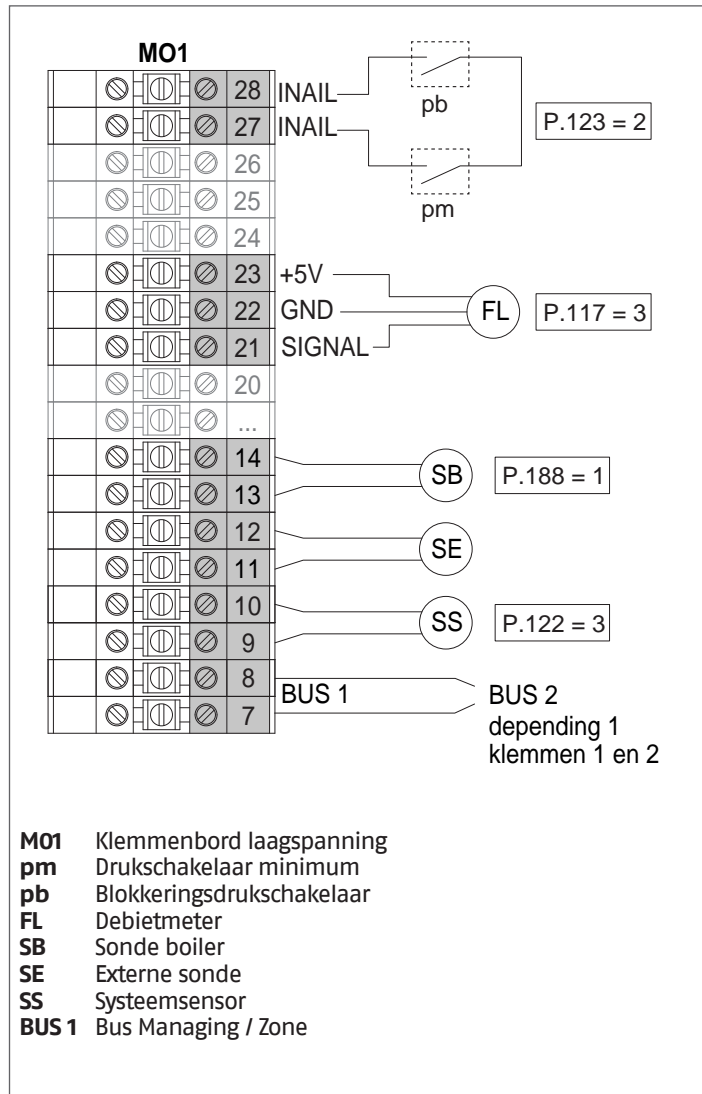 MO1
28 INAIL
pb
27 INAIL
P.123 = 2
26
25
pm
24
23 +5V
22 GND
FL
P.117 = 3
21 SIGNAL
20
...
14
SB
P.188 = 1
13
12
SE
11
10
SS
P.122 = 3
9
8
BUS 1
BUS 2
7
depending 1
klemmen 1 en 2
M01 Klemmenbord laagspanning
pm Drukschakelaar minimum
pb Blokkeringsdrukschakelaar
FL Debietmeter
SB Sonde boiler
SE Externe sonde
SS Systeemsensor
BUS 1 Bus Managing / Zone